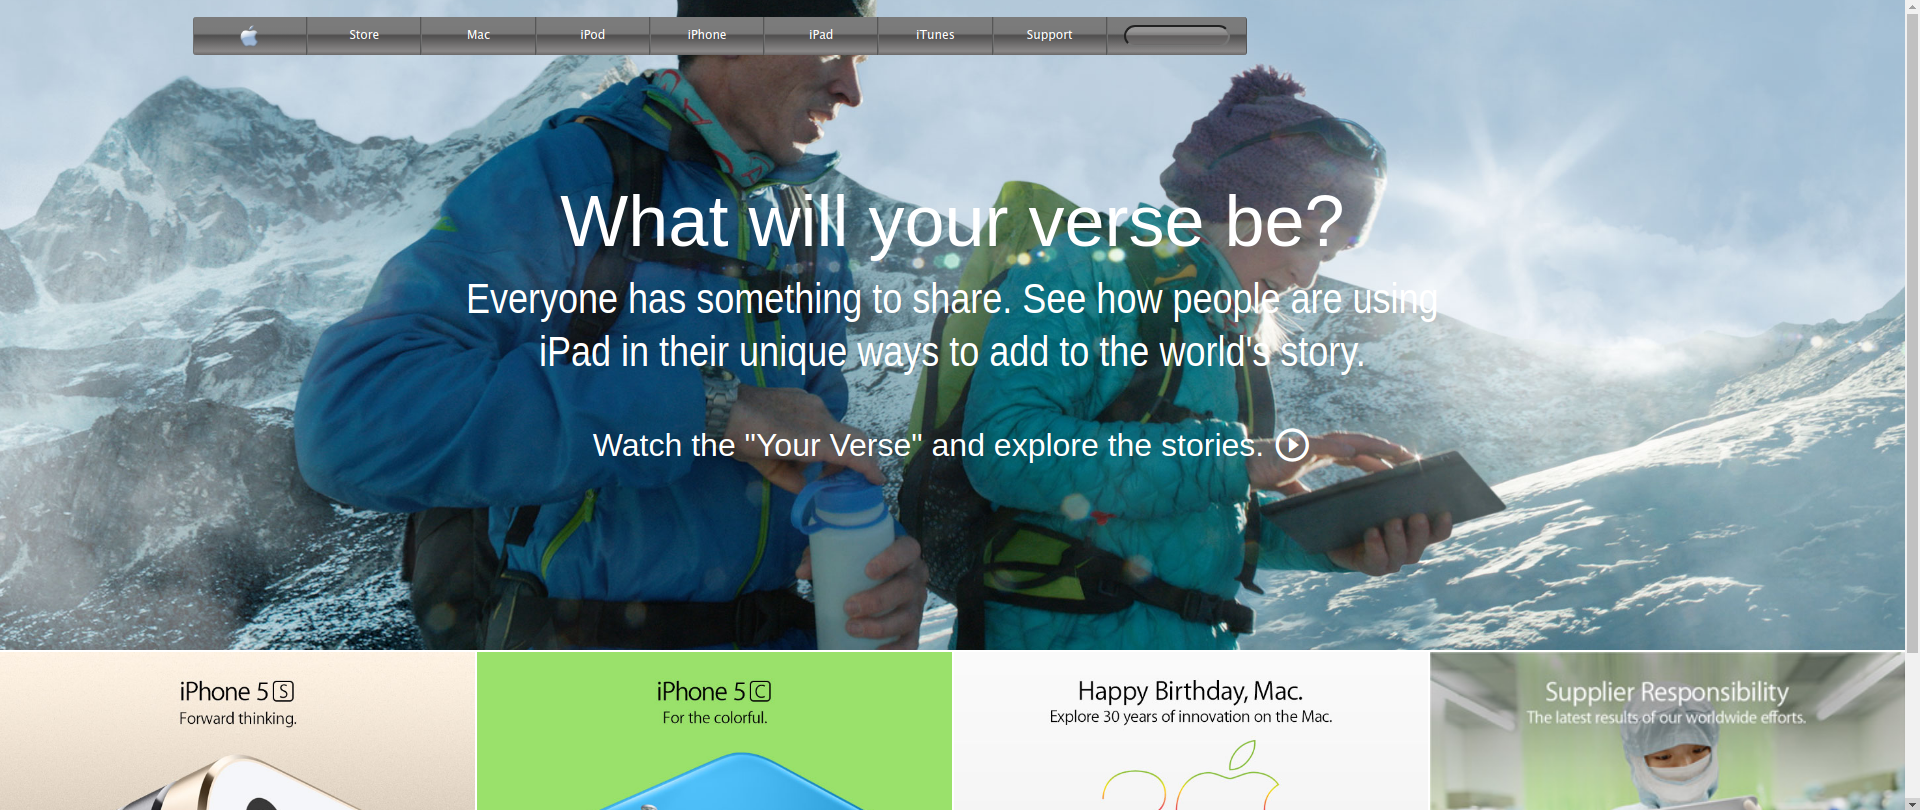 Store Mac iPod iPhone iPad iTunes Support
What will your verse be?
Everyone has something to share. See how people are using
iPad in their unique ways to add to the world's story.
Watch the "Your Verse" and explore the stories.
iPhone 5S
Forward thinking.
iPhone 5C
For the colorful.
Happy Birthday, Mac.
Explore 30 years of innovation on the Mac.
30
Supplier Responsibility
The latest results of our worldwide efforts.